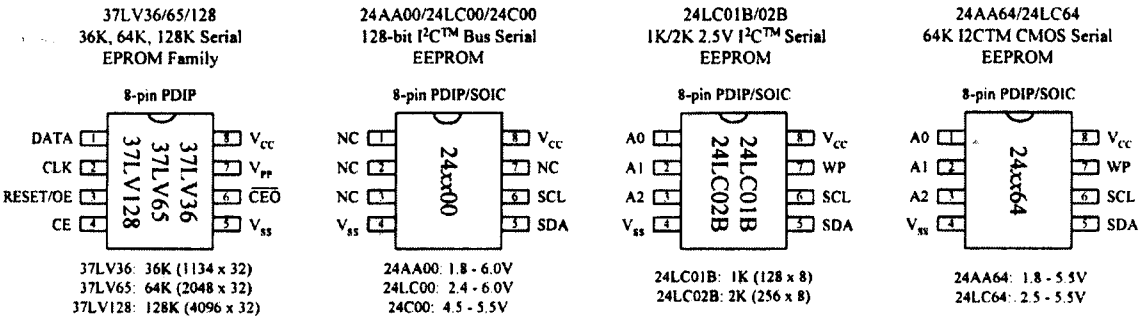 37LV36/65/128
36K, 64K, 128K Serial
EPROM Family
8-pin PDIP
DATA 1
CLK 2
RESET/OE 3
CE 4
8 Vcc
7 VPP
6 CEO
5 Vss
37LV36
37LV65
37LV128
37LV36: 36K (1134 x 32)
37LV65: 64K (2048 x 32)
37LV128: 128K (4096 x 32)
24AA00/24LC00/24C00
128-bit I²C™ Bus Serial
EEPROM
8-pin PDIP/SOIC
NC 1
NC 2
NC 3
Vss 4
8 Vcc
7 NC
6 SCL
5 SDA
24xx00
24AA00: 1.8 - 6.0V
24LC00: 2.4 - 6.0V
24C00: 4.5 - 5.5V
24LC01B/02B
1K/2K 2.5V I²C™ Serial
EEPROM
8-pin PDIP/SOIC
A0 1
A1 2
A2 3
Vss 4
8 Vcc
7 WP
6 SCL
5 SDA
24LC01B
24LC02B
24LC01B: 1K (128 x 8)
24LC02B: 2K (256 x 8)
24AA64/24LC64
64K I2CTM CMOS Serial
EEPROM
8-pin PDIP/SOIC
A0 1
A1 2
A2 3
Vss 4
8 Vcc
7 WP
6 SCL
5 SDA
24xx64
24AA64: 1.8 - 5.5V
24LC64: 2.5 - 5.5V